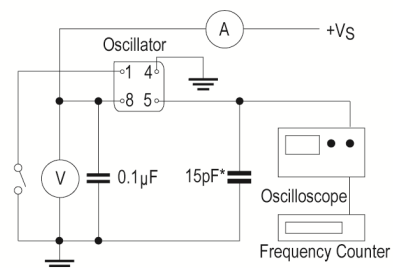 A
+VS
Oscillator
1 4
8 5
V
0.1µF
15pF*
Oscilloscope
Frequency Counter